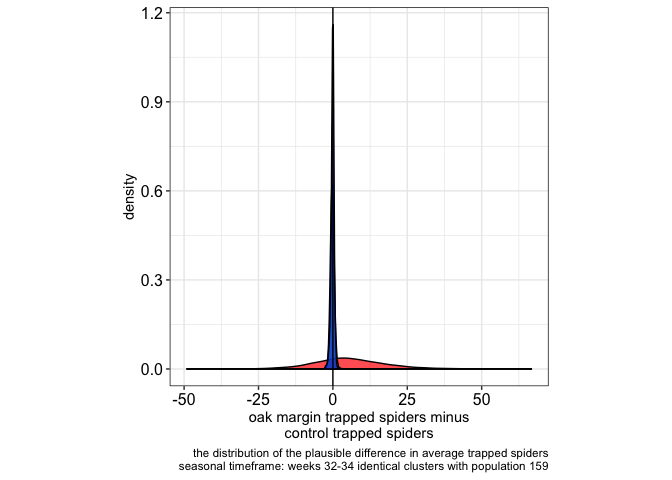 1.2
0.9
0.6
0.3
0.0
density
-50 -25 0 25 50
oak margin trapped spiders minus
control trapped spiders
the distribution of the plausible difference in average trapped spiders
seasonal timeframe: weeks 32-34 identical clusters with population 159